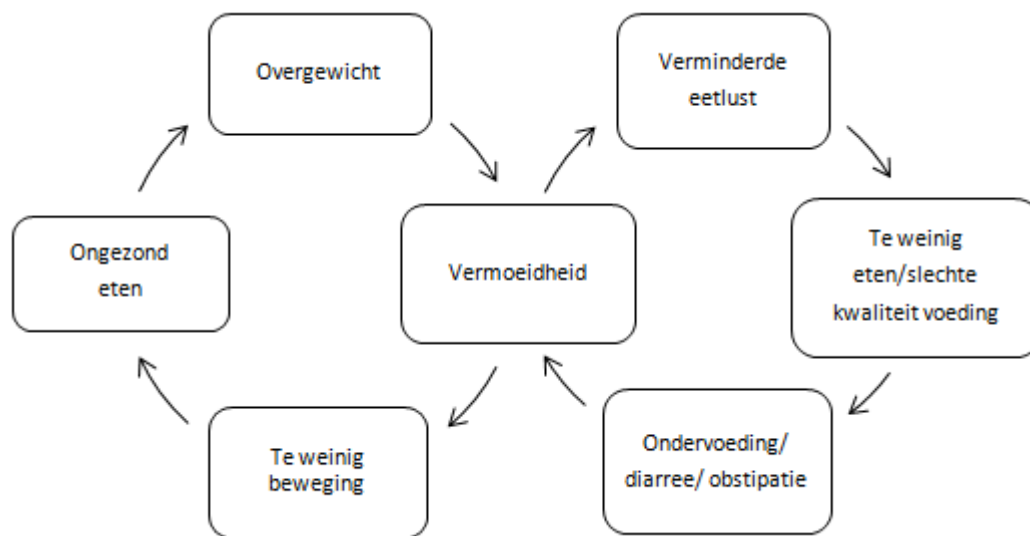 Overgewicht
Verminderde
eetlust
Ongezond
eten
Vermoeidheid
Te weinig
eten/slechte
kwaliteit voeding
Te weinig
beweging
Ondervoeding/
diarree/ obstipatie